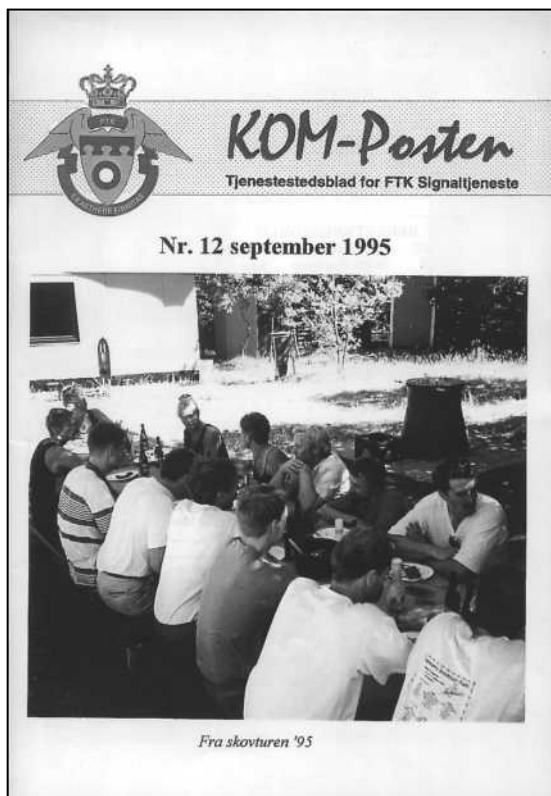 FTK
KOM-Posten
Tjenestestedsblad for FTK Signaltjeneste
Nr. 12 september 1995
Fra skovturen '95